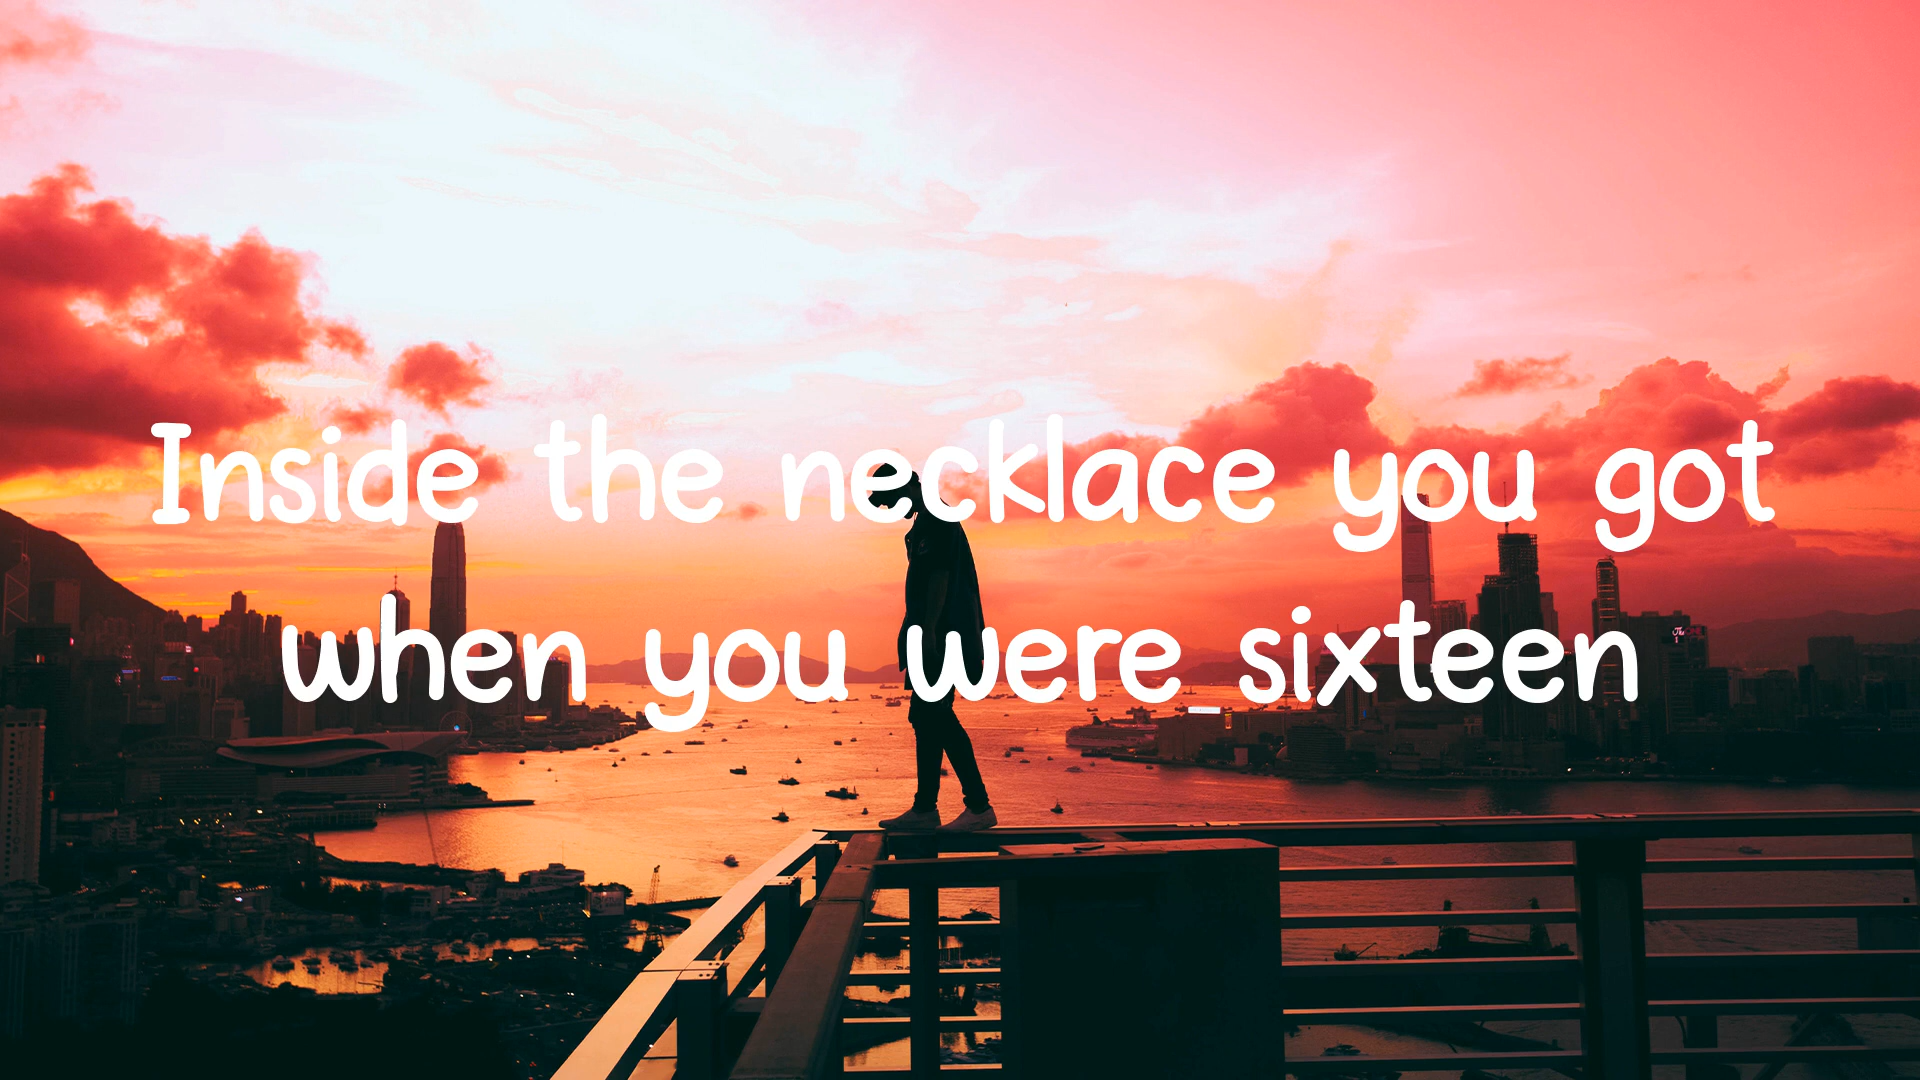 Inside the necklace you got
when you were sixteen